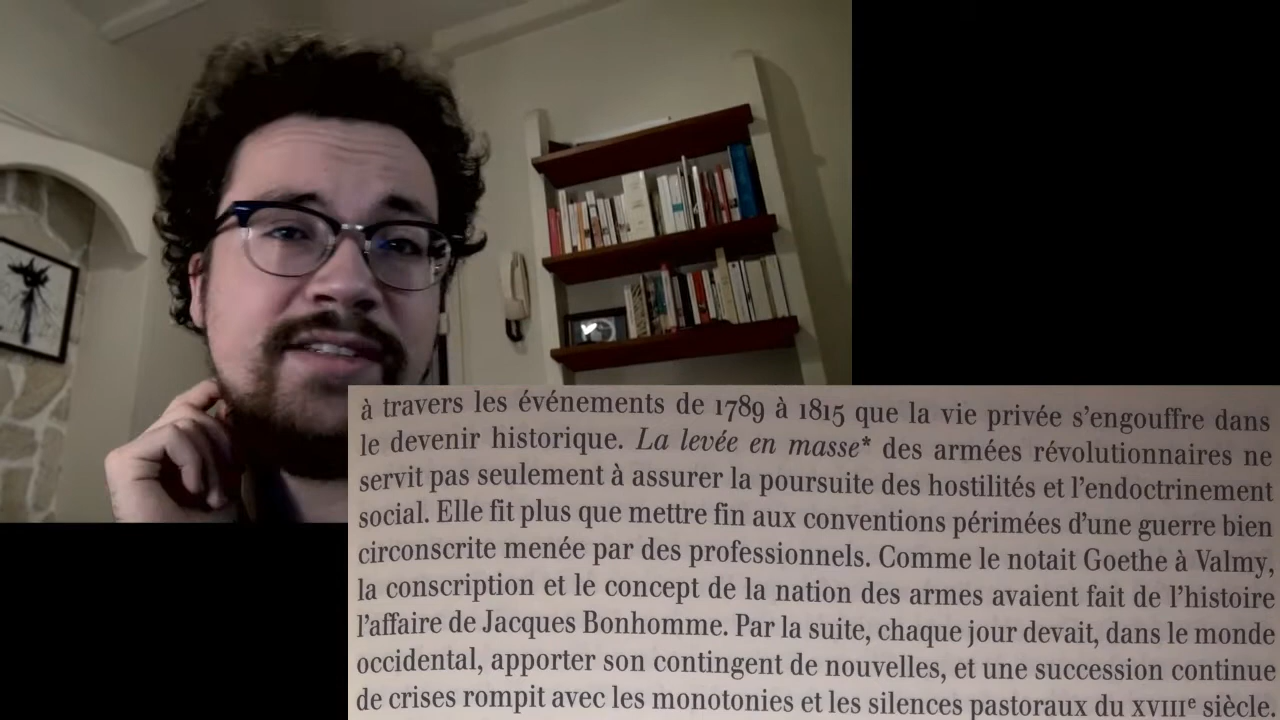 à travers les événements de 1789 à 1815 que la vie privée s'engouffre dans
le devenir historique. La levée en masse* des armées révolutionnaires ne
servit pas seulement à assurer la poursuite des hostilités et l'endoctrinement
social. Elle fit plus que mettre fin aux conventions périmées d'une guerre bien
circonscrite menée par des professionnels. Comme le notait Goethe à Valmy,
la conscription et le concept de la nation des armes avaient fait de l'histoire
l'affaire de Jacques Bonhomme. Par la suite, chaque jour devait, dans le monde
occidental, apporter son contingent de nouvelles, et une succession continue
de crises rompit avec les monotonies et les silences pastoraux du XVIIIe siècle.